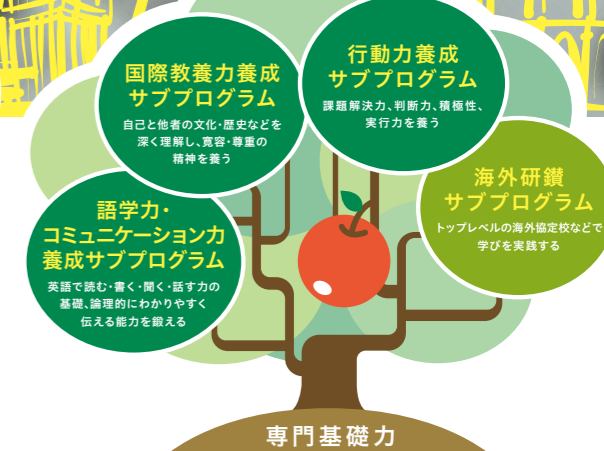 国際教養力養成
サブプログラム
自己と他者の文化・歴史などを
深く理解し、寛容・尊重の
精神を養う
行動力養成
サブプログラム
課題解決力、判断力、積極性、
実行力を養う
語学力・
コミュニケーション力
養成サブプログラム
英語で読む・書く・聞く・話す力の
基礎、論理的にわかりやすく
伝える能力を鍛える
海外研鑽
サブプログラム
トップレベルの海外協定校などで
学びを実践する
専門基礎力